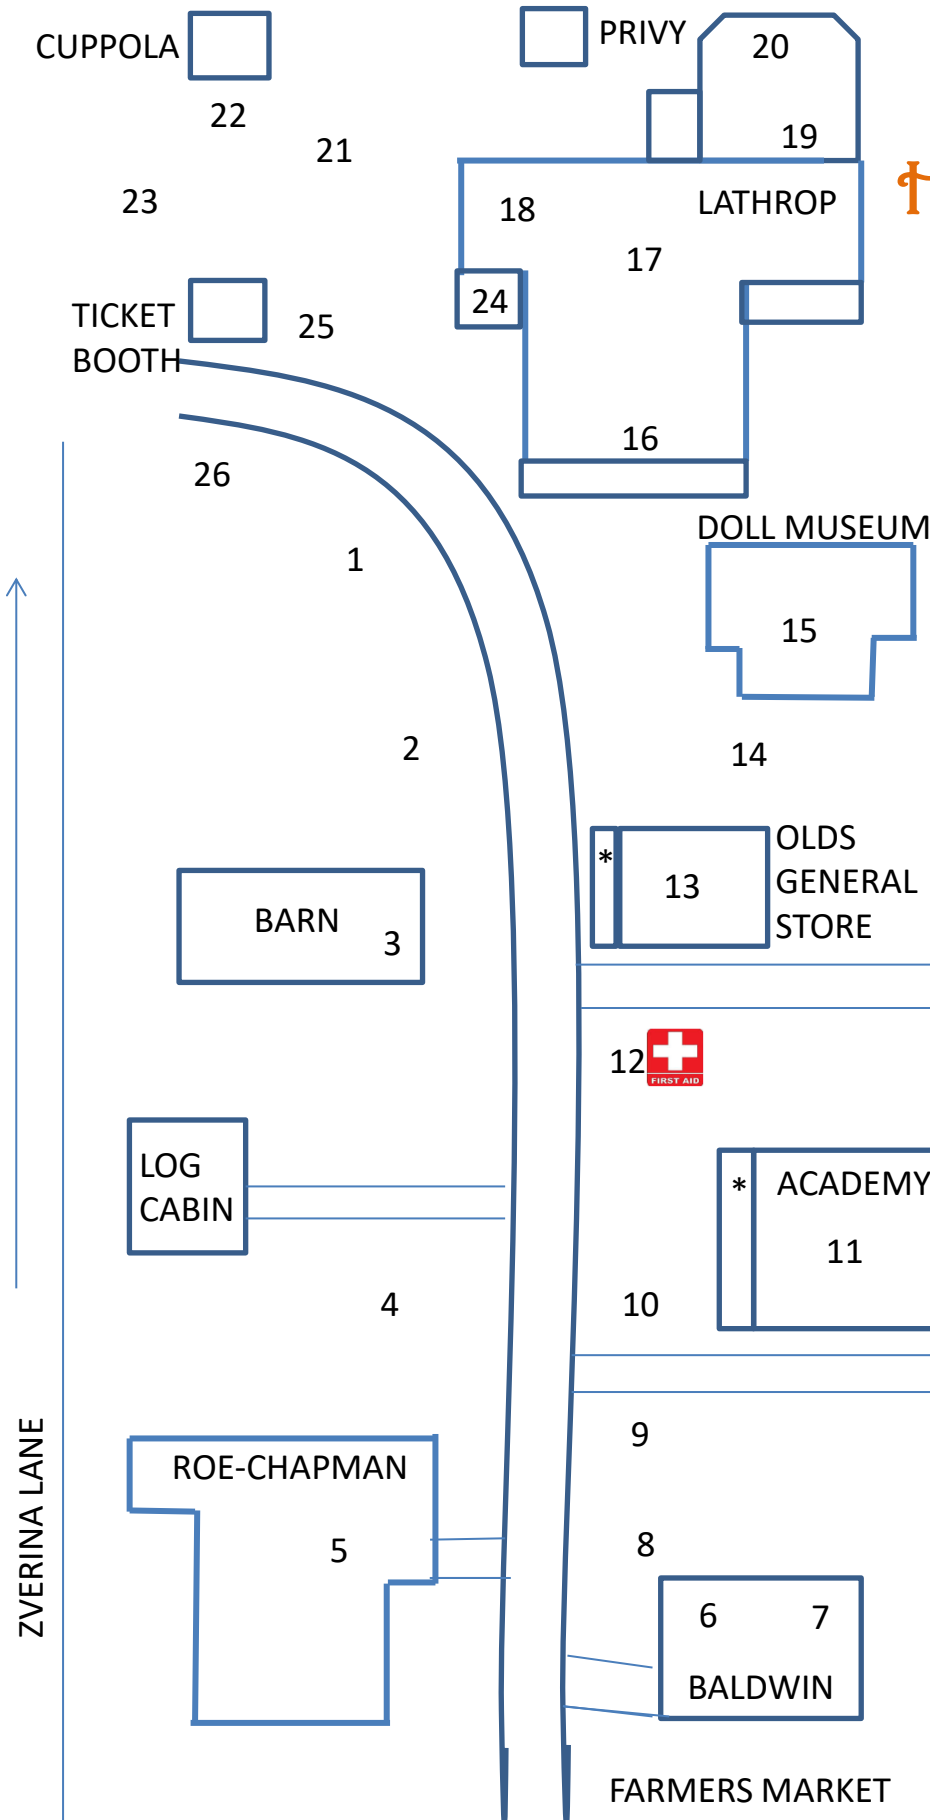 CUPPOLA
PRIVY
20
22
21
19
23
18
LATHROP
17
24
TICKET
BOOTH
25
16
26
DOLL MUSEUM
1
15
2
14
*
13
OLDS
GENERAL
STORE
BARN
3
12
FIRST AID
LOG
CABIN
*
ACADEMY
11
4
10
ZVERINA LANE
9
ROE-CHAPMAN
5
8
6
7
BALDWIN
FARMERS MARKET